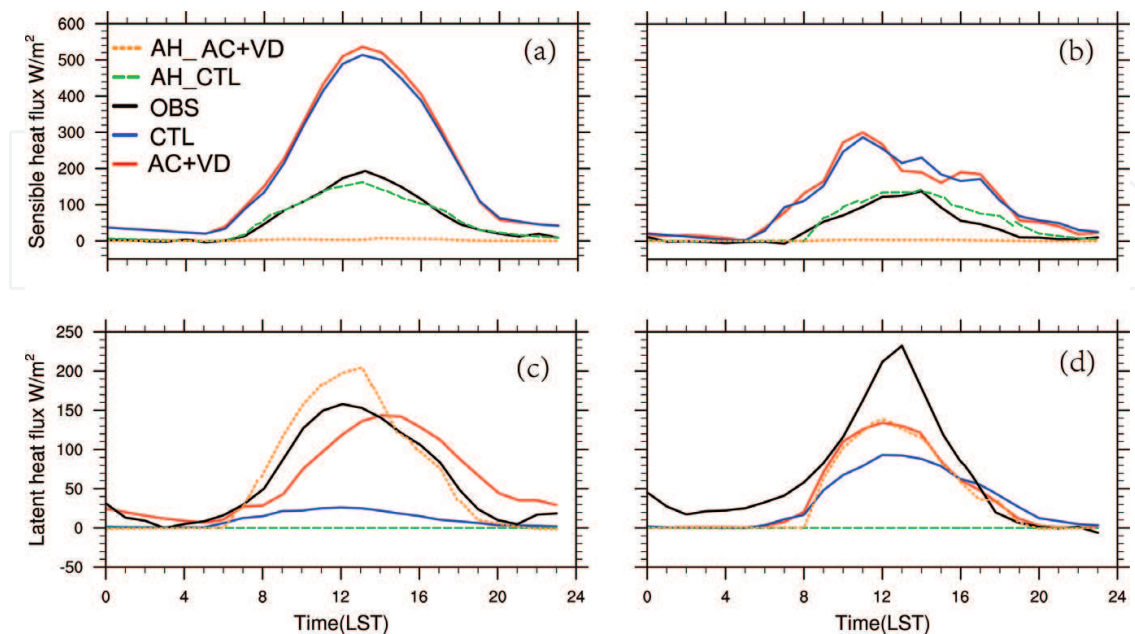 Sensible heat flux W/m²
600
500
400
300
200
100
0
AH_AC+VD
AH_CTL
OBS
CTL
AC+VD
(a)
(b)
Latent heat flux W/m²
250
200
150
100
50
0
-50
(c)
(d)
0 4 8 12 16 20 24
0 4 8 12 16 20 24
Time(LST)
Time(LST)